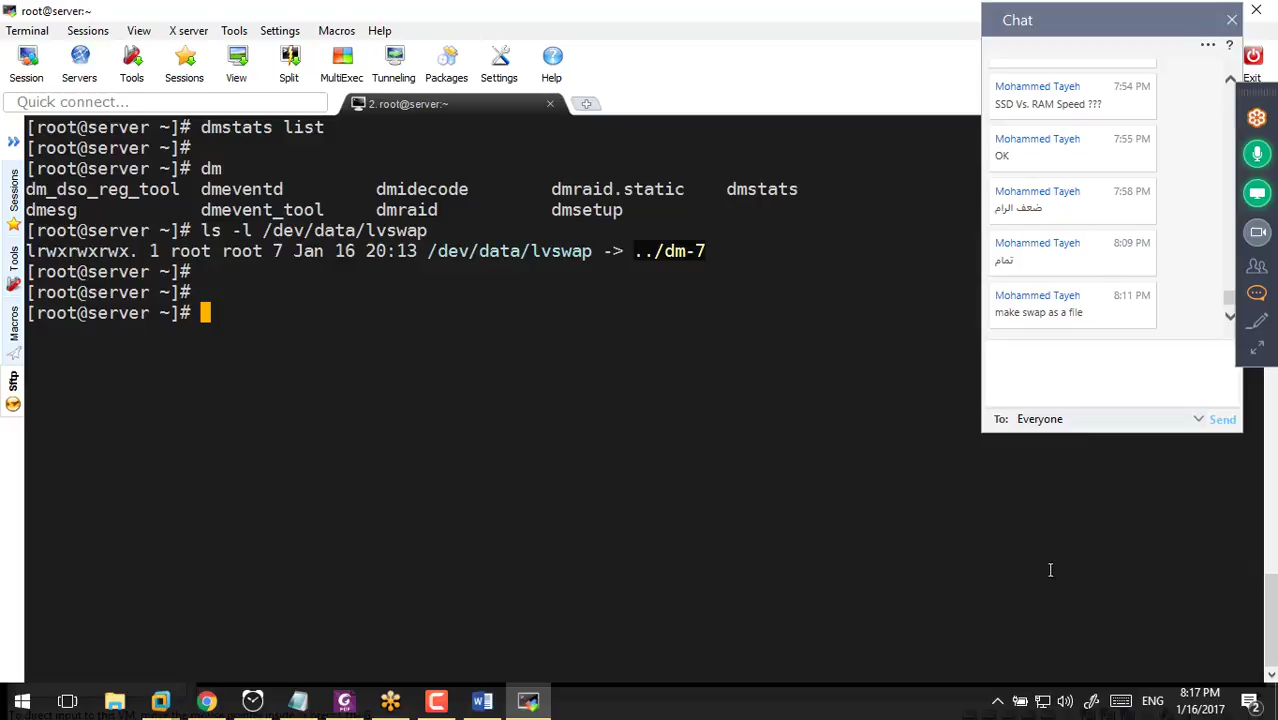 root@server:~
Terminal Sessions View X server Tools Settings Macros Help
Session Servers Tools Sessions View Split MultiExec Tunneling Packages Settings Help
Quick connect...
2. root@server:~
[root@server ~]# dmstats list
[root@server ~]#
[root@server ~]# dm
dm_dso_reg_tool dmeventd dmidecode dmraid.static dmstats
dmesg dmevent_tool dmraid dmsetup
[root@server ~]# ls -l /dev/data/lvswap
lrwxrwxrwx. 1 root root 7 Jan 16 20:13 /dev/data/lvswap -> ../dm-7
[root@server ~]#
[root@server ~]#
[root@server ~]#
Sessions
Tools
Macros
Sftp
Chat
?
Exit
Mohammed Tayeh 7:54 PM
SSD Vs. RAM Speed ???
Mohammed Tayeh 7:55 PM
OK
Mohammed Tayeh 7:58 PM
ضعف الرام
Mohammed Tayeh 8:09 PM
تمام
Mohammed Tayeh 8:11 PM
make swap as a file
To: Everyone Send
ENG
8:17 PM
1/16/2017
2